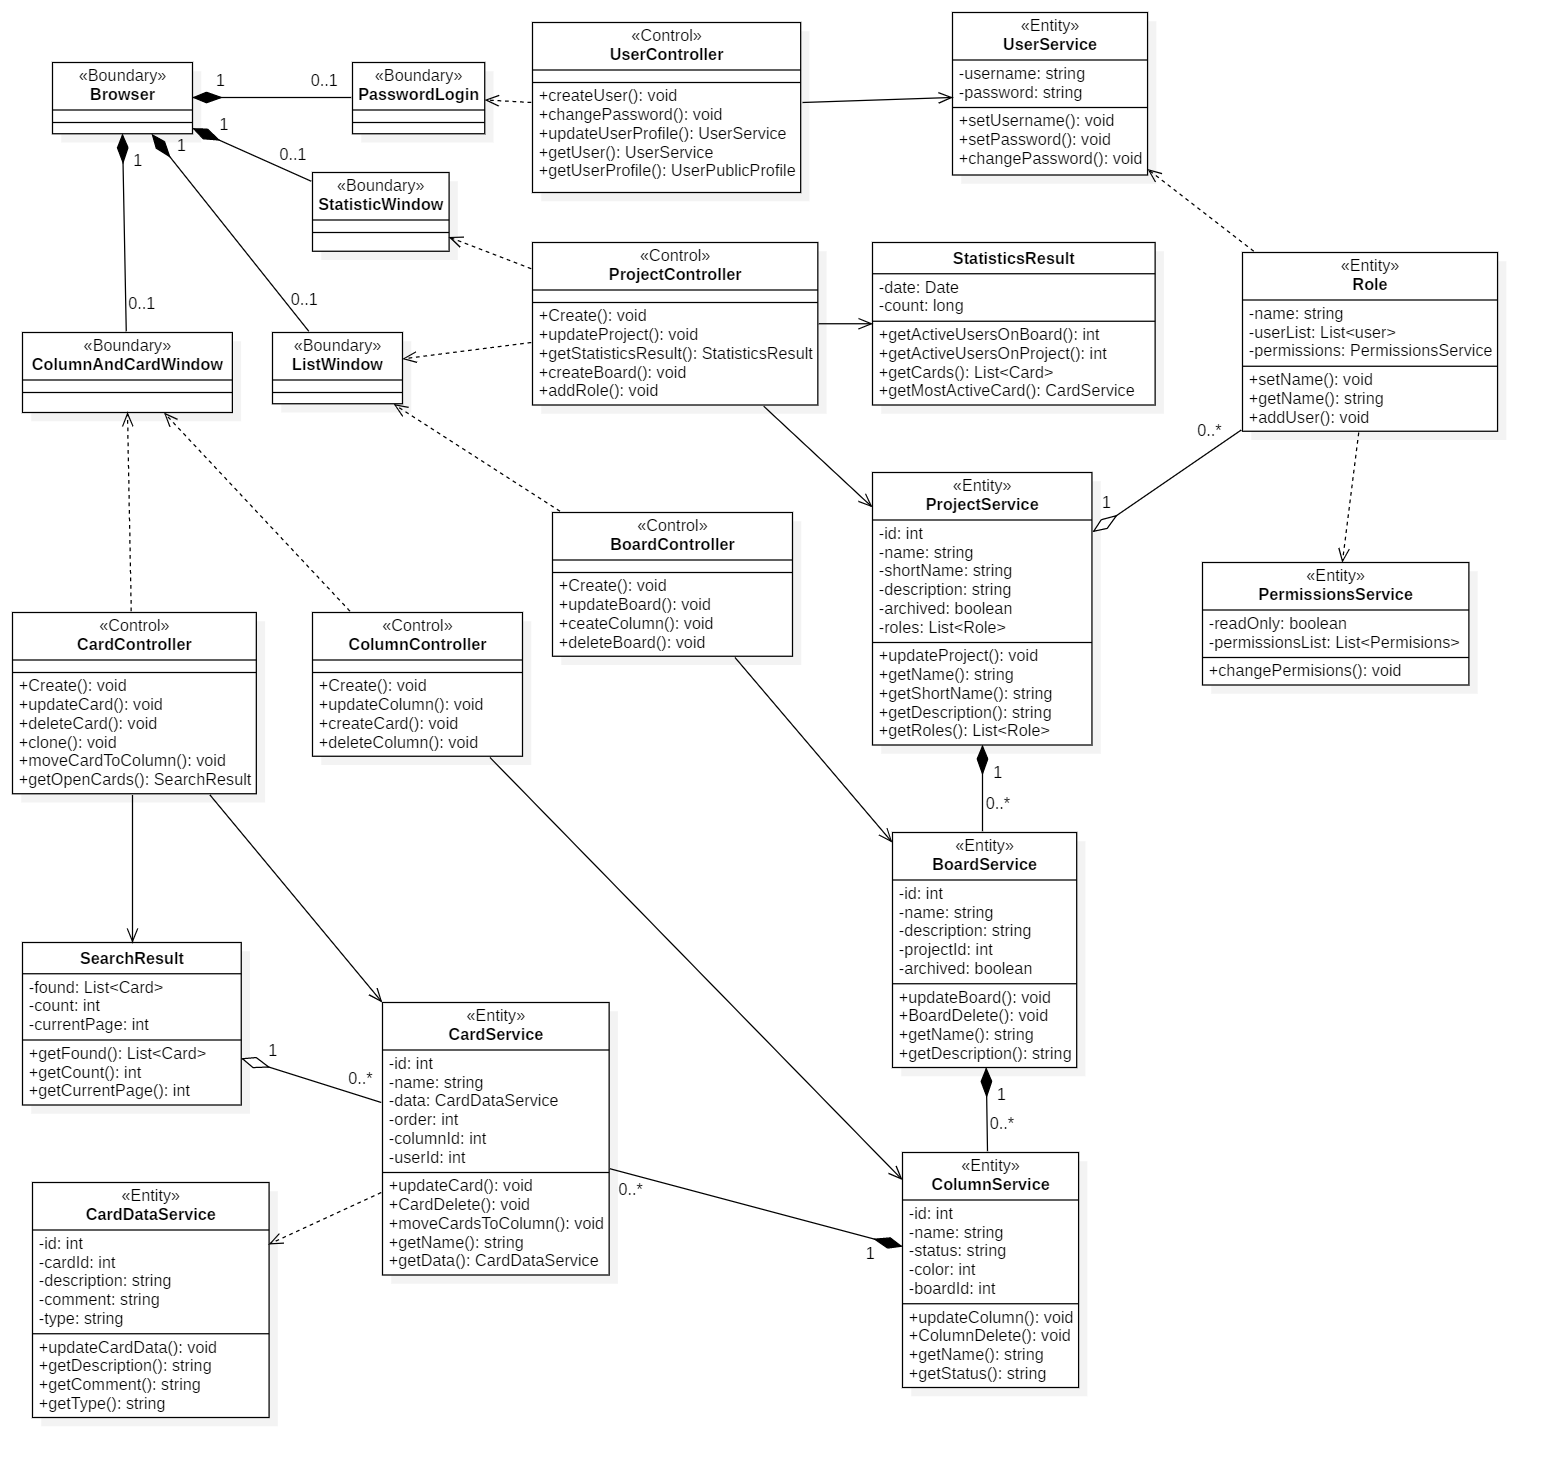 «Control»
UserController
+createUser(): void
+changePassword(): void
+updateUserProfile(): UserService
+getUser(): UserService
+getUserProfile(): UserPublicProfile
«Entity»
UserService
-username: string
-password: string
+setUsername(): void
+setPassword(): void
+changePassword(): void
«Boundary»
Browser
1
0..1
«Boundary»
PasswordLogin
1
0..1
1
1
0..1
0..1
«Boundary»
StatisticWindow
«Control»
ProjectController
+Create(): void
+updateProject(): void
+getStatisticsResult(): StatisticsResult
+createBoard(): void
+addRole(): void
StatisticsResult
-date: Date
-count: long
+getActiveUsersOnBoard(): int
+getActiveUsersOnProject(): int
+getCards(): List<Card>
+getMostActiveCard(): CardService
«Entity»
Role
-name: string
-userList: List<user>
-permissions: PermissionsService
+setName(): void
+getName(): string
+addUser(): void
«Boundary»
ColumnAndCardWindow
«Boundary»
ListWindow
0..*
1
«Entity»
ProjectService
-id: int
-name: string
-shortName: string
-description: string
-archived: boolean
-roles: List<Role>
+updateProject(): void
+getName(): string
+getShortName(): string
+getDescription(): string
+getRoles(): List<Role>
«Control»
BoardController
+Create(): void
+updateBoard(): void
+ceateColumn(): void
+deleteBoard(): void
«Entity»
PermissionsService
-readOnly: boolean
-permissionsList: List<Permisions>
+changePermisions(): void
«Control»
CardController
+Create(): void
+updateCard(): void
+deleteCard(): void
+clone(): void
+moveCardToColumn(): void
+getOpenCards(): SearchResult
«Control»
ColumnController
+Create(): void
+updateColumn(): void
+createCard(): void
+deleteColumn(): void
1
0..*
«Entity»
BoardService
-id: int
-name: string
-description: string
-projectId: int
-archived: boolean
+updateBoard(): void
+BoardDelete(): void
+getName(): string
+getDescription(): string
SearchResult
-found: List<Card>
-count: int
-currentPage: int
+getFound(): List<Card>
+getCount(): int
+getCurrentPage(): int
1
0..*
«Entity»
CardService
-id: int
-name: string
-data: CardDataService
-order: int
-columnId: int
-userId: int
+updateCard(): void
+CardDelete(): void
+moveCardsToColumn(): void
+getName(): string
+getData(): CardDataService
1
0..*
0..*
1
«Entity»
ColumnService
-id: int
-name: string
-status: string
-color: int
-boardId: int
+updateColumn(): void
+ColumnDelete(): void
+getName(): string
+getStatus(): string
«Entity»
CardDataService
-id: int
-cardId: int
-description: string
-comment: string
-type: string
+updateCardData(): void
+getDescription(): string
+getComment(): string
+getType(): string